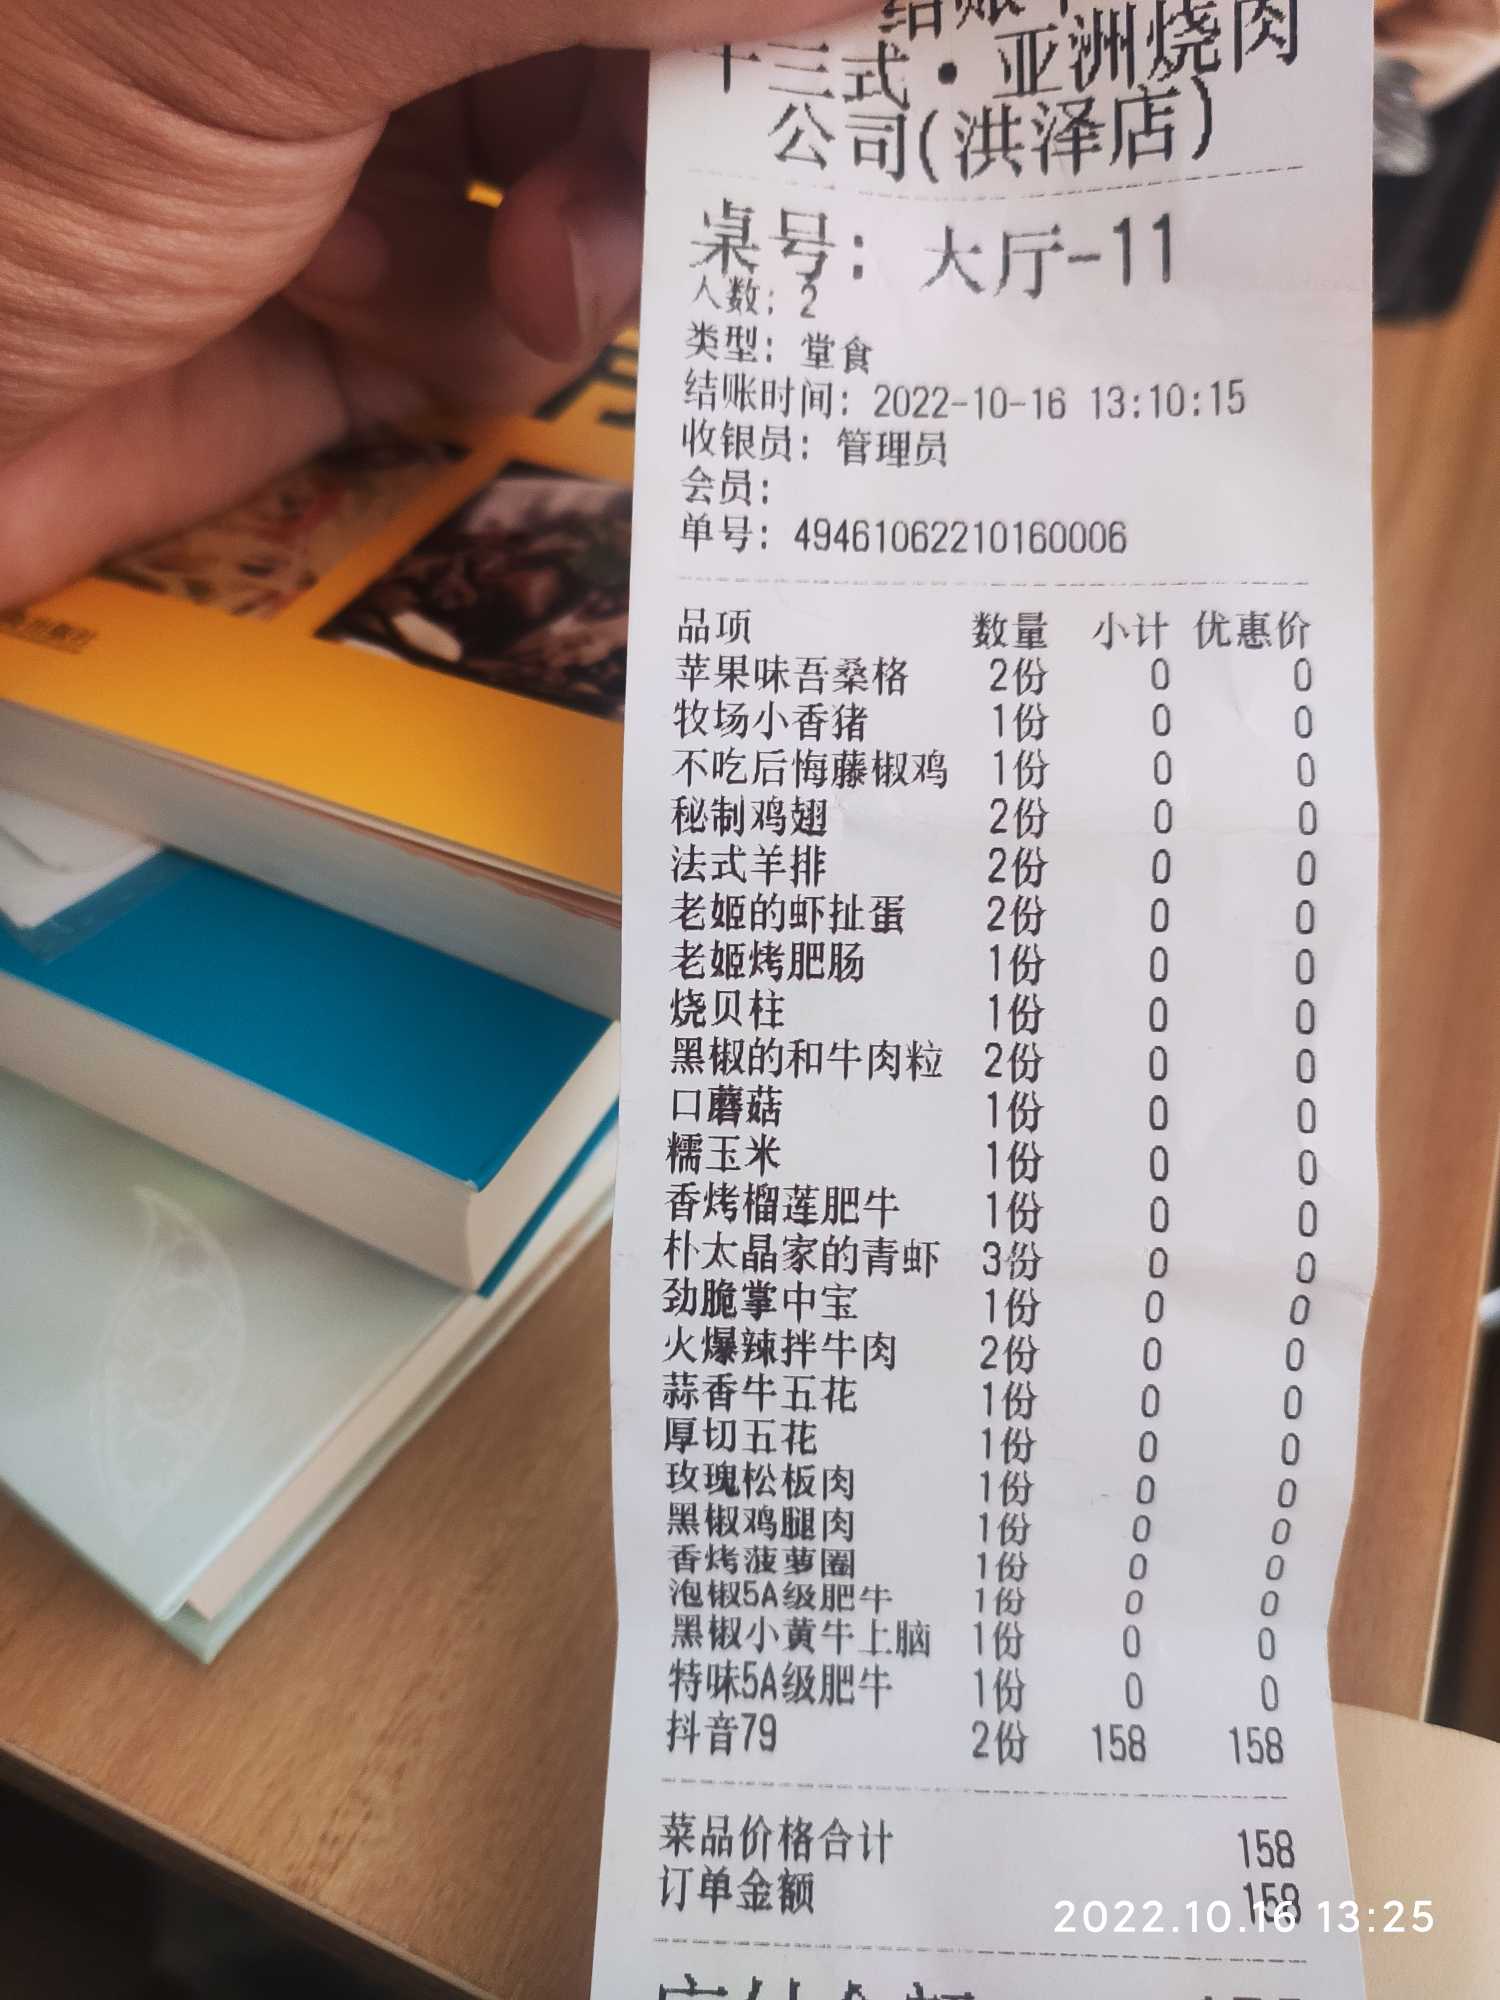 十三式·亚洲烧肉
公司(洪泽店)
桌号: 大厅-11
人数: 2
类型: 堂食
结账时间: 2022-10-16 13:10:15
收银员: 管理员
会员:
单号: 49461062210160006
品项 数量 小计 优惠价
苹果味吾桑格 2份 0 0
牧场小香猪 1份 0 0
不吃后悔藤椒鸡 1份 0 0
秘制鸡翅 2份 0 0
法式羊排 2份 0 0
老姬的虾扯蛋 2份 0 0
老姬烤肥肠 1份 0 0
烧贝柱 1份 0 0
黑椒的和牛肉粒 2份 0 0
口蘑菇 1份 0 0
糯玉米 1份 0 0
香烤榴莲肥牛 1份 0 0
朴太晶家的青虾 3份 0 0
劲脆掌中宝 1份 0 0
火爆辣拌牛肉 2份 0 0
蒜香牛五花 1份 0 0
厚切五花 1份 0 0
玫瑰松板肉 1份 0 0
黑椒鸡腿肉 1份 0 0
香烤菠萝圈 1份 0 0
泡椒5A级肥牛 1份 0 0
黑椒小黄牛上脑 1份 0 0
特味5A级肥牛 1份 0 0
抖音79 2份 158 158
菜品价格合计 158
订单金额 158
2022.10.16 13:25